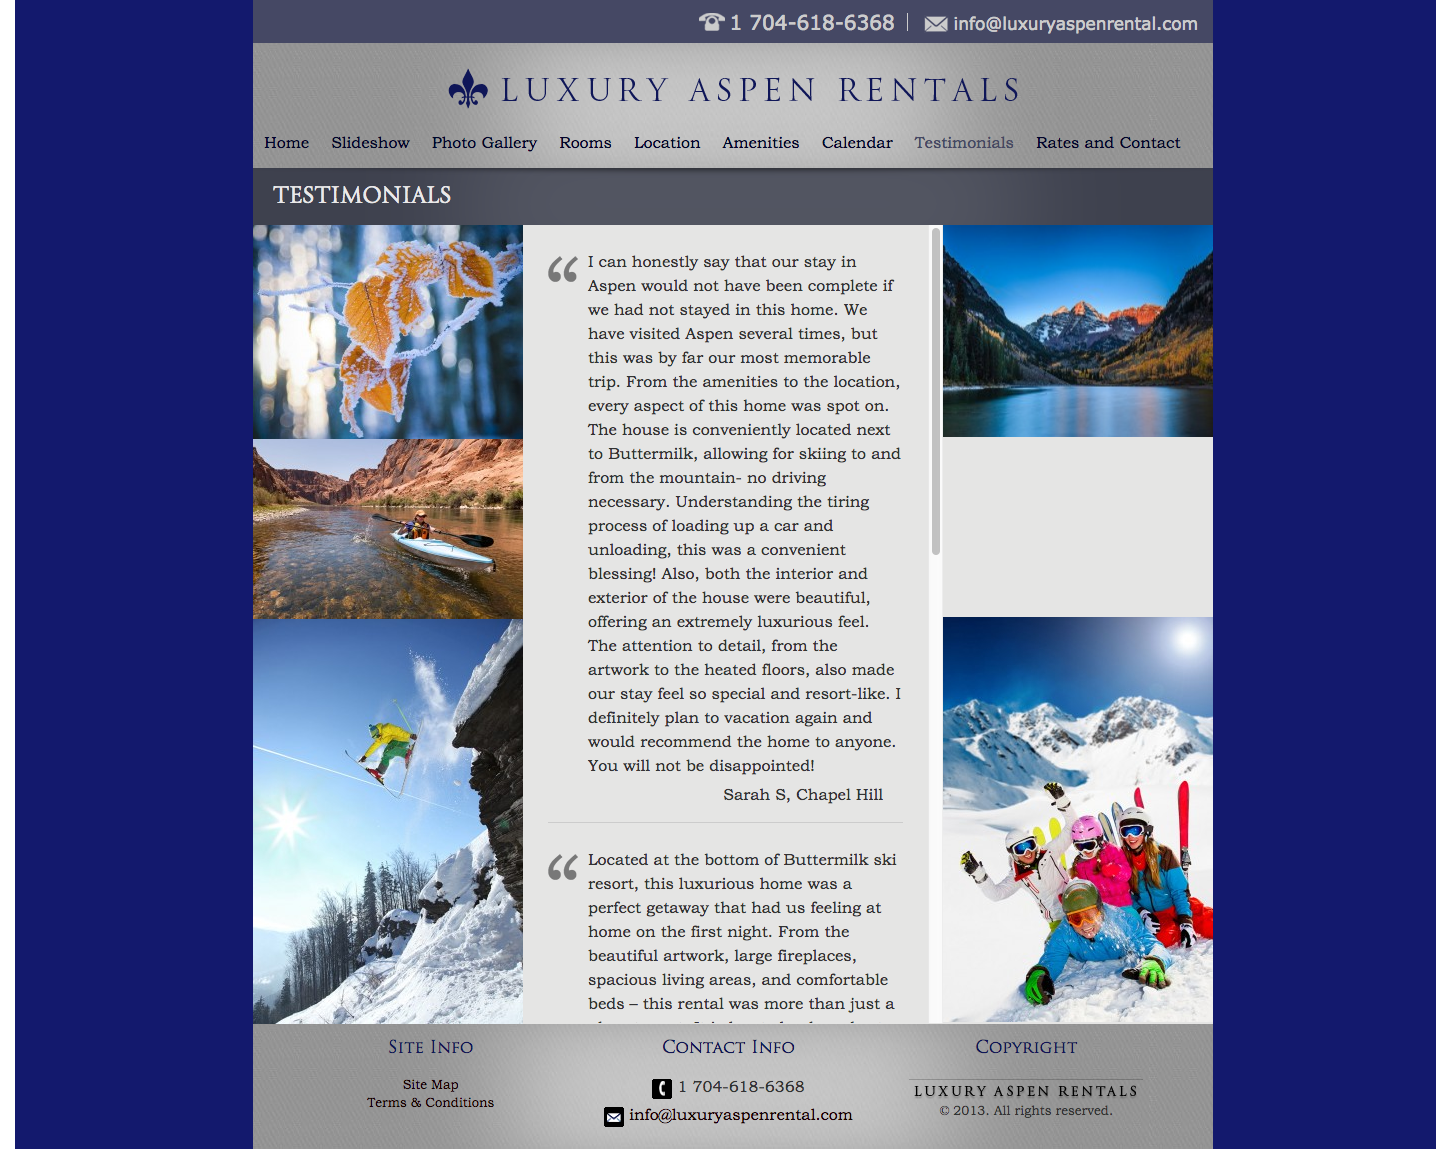 1 704-618-6368
info@luxuryaspenrental.com
LUXURY ASPEN RENTALS
Home Slideshow Photo Gallery Rooms Location Amenities Calendar Testimonials Rates and Contact
TESTIMONIALS
“ I can honestly say that our stay in
Aspen would not have been complete if
we had not stayed in this home. We
have visited Aspen several times, but
this was by far our most memorable
trip. From the amenities to the location,
every aspect of this home was spot on.
The house is conveniently located next
to Buttermilk, allowing for skiing to and
from the mountain- no driving
necessary. Understanding the tiring
process of loading up a car and
unloading, this was a convenient
blessing! Also, both the interior and
exterior of the house were beautiful,
offering an extremely luxurious feel.
The attention to detail, from the
artwork to the heated floors, also made
our stay feel so special and resort-like. I
definitely plan to vacation again and
would recommend the home to anyone.
You will not be disappointed!
Sarah S, Chapel Hill
“ Located at the bottom of Buttermilk ski
resort, this luxurious home was a
perfect getaway that had us feeling at
home on the first night. From the
beautiful artwork, large fireplaces,
spacious living areas, and comfortable
beds – this rental was more than just a
SITE INFO
Site Map
Terms & Conditions
CONTACT INFO
1 704-618-6368
info@luxuryaspenrental.com
COPYRIGHT
LUXURY ASPEN RENTALS
© 2013. All rights reserved.